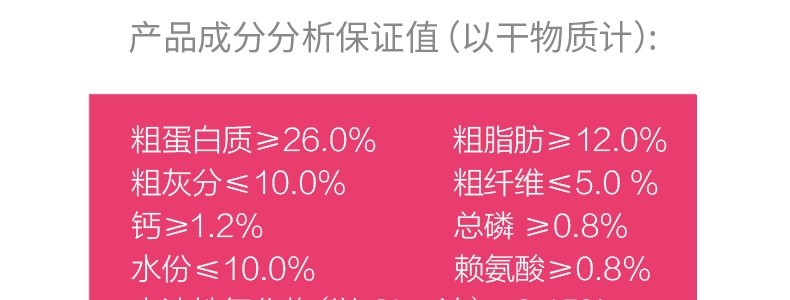 产品成分分析保证值（以干物质计）:
粗蛋白质≥26.0% 粗脂肪≥12.0%
粗灰分≤10.0% 粗纤维≤5.0 %
钙≥1.2% 总磷 ≥0.8%
水份≤10.0% 赖氨酸≥0.8%